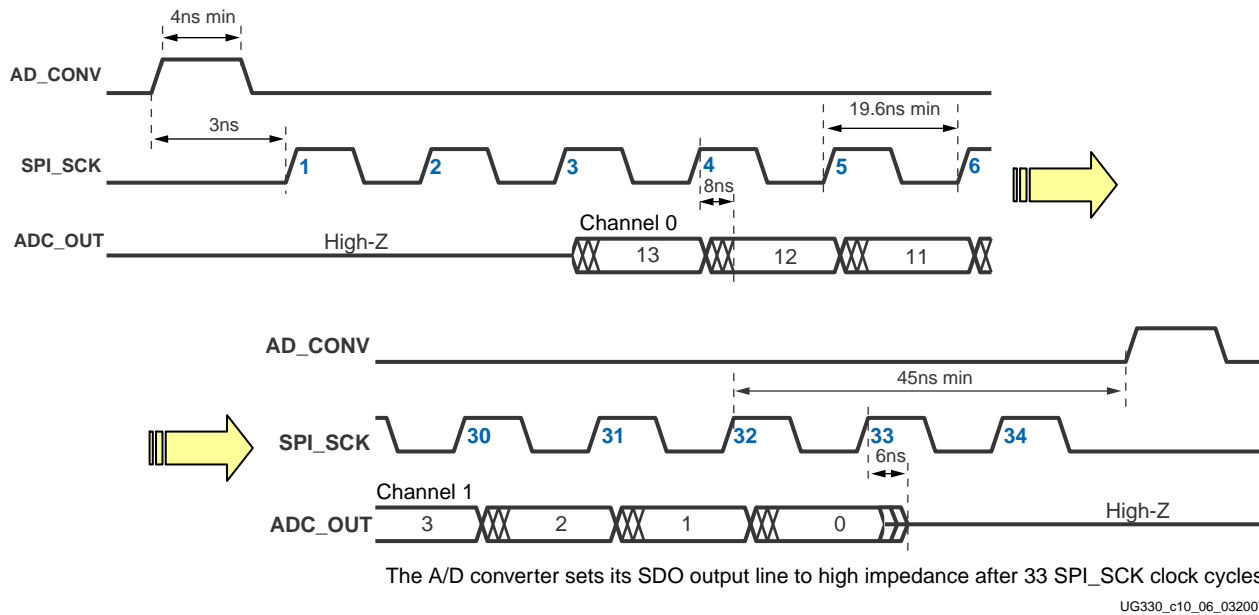 4ns min
AD_CONV
3ns
19.6ns min
SPI_SCK
1 2 3 4 5 6
8ns
Channel 0
ADC_OUT
High-Z
13 12 11
AD_CONV
45ns min
SPI_SCK
30 31 32 33 34
6ns
Channel 1
ADC_OUT
3 2 1 0
High-Z
The A/D converter sets its SDO output line to high impedance after 33 SPI_SCK clock cycles
UG330_c10_06_03200